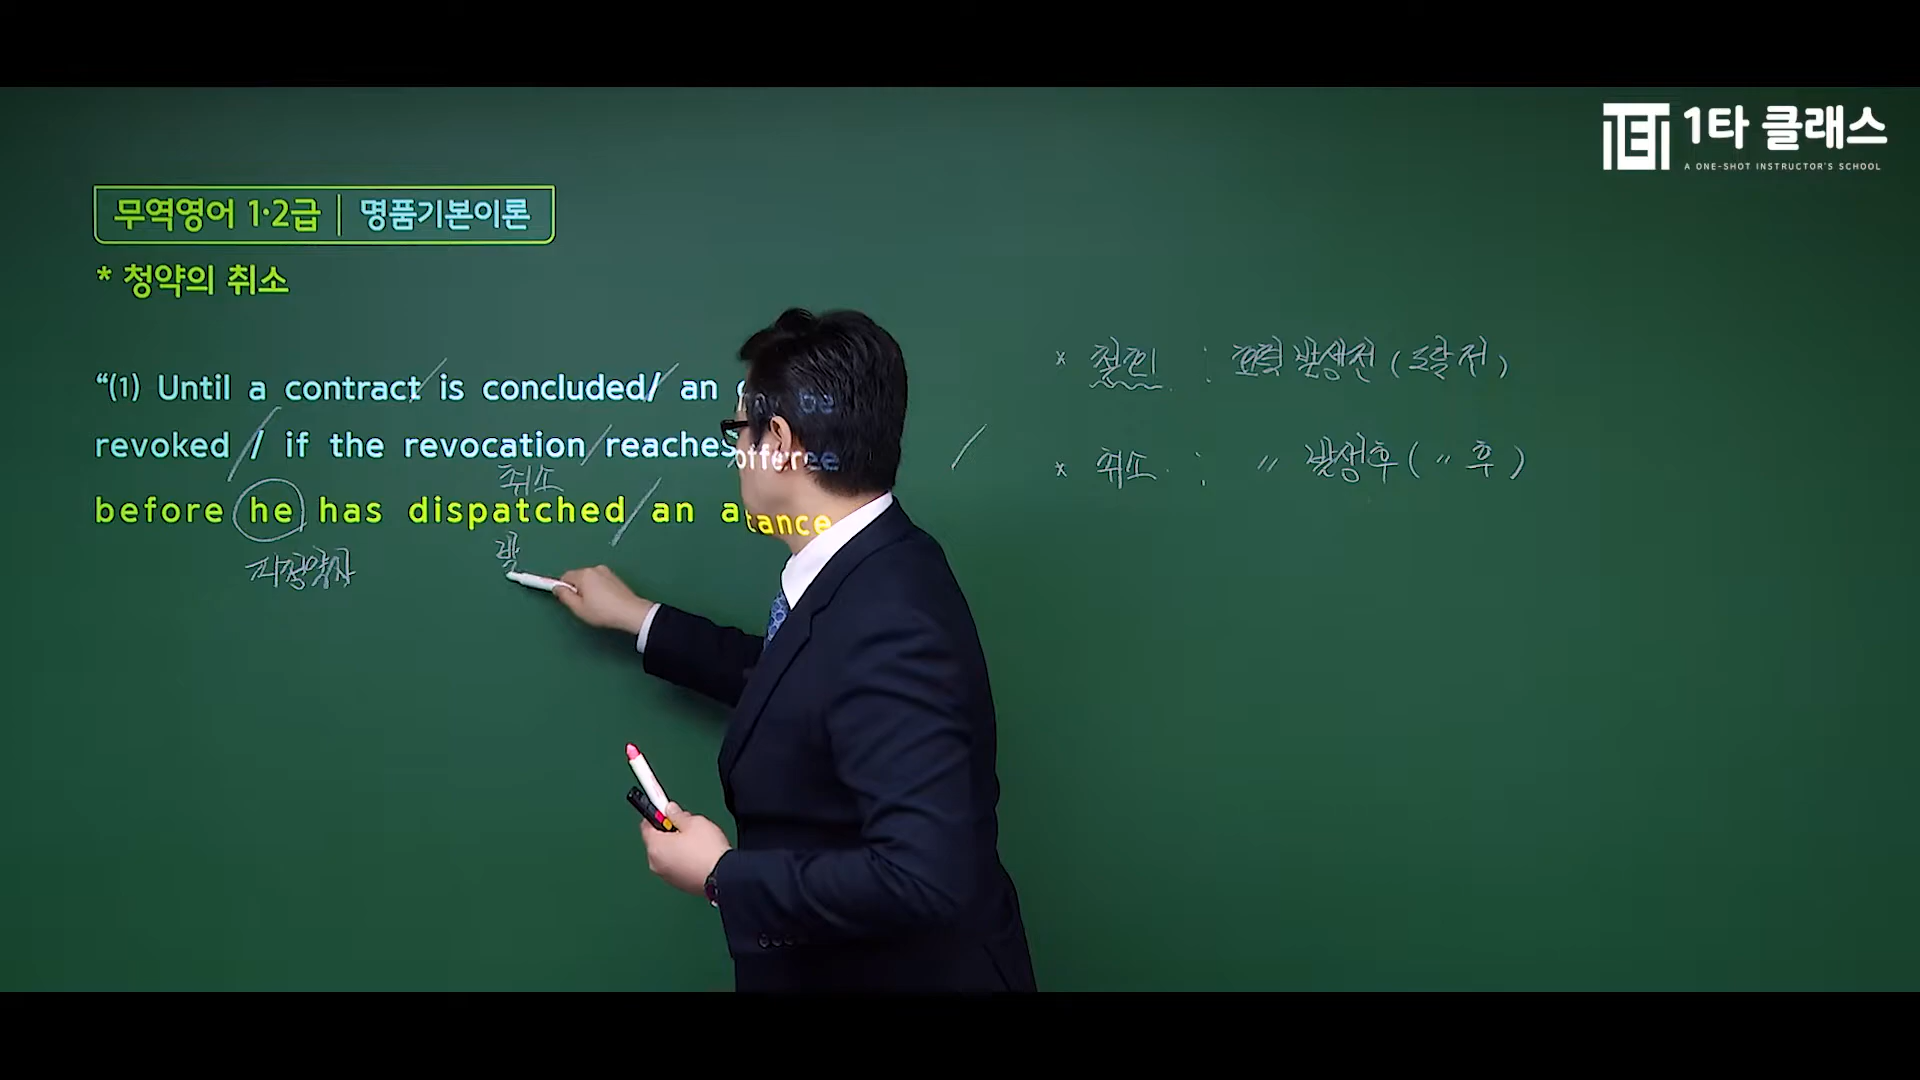 1타 클래스
A ONE-SHOT INSTRUCTOR'S SCHOOL
무역영어 1·2급 | 명품기본이론
* 청약의 취소
“(1) Until a contract is concluded/ an be
revoked / if the revocation reaches offeree
취소
before he has dispatched an
피청약자
* 철회 : 효력 발생전 (도달 전)
* 취소 : 〃 발생후 (〃 후)